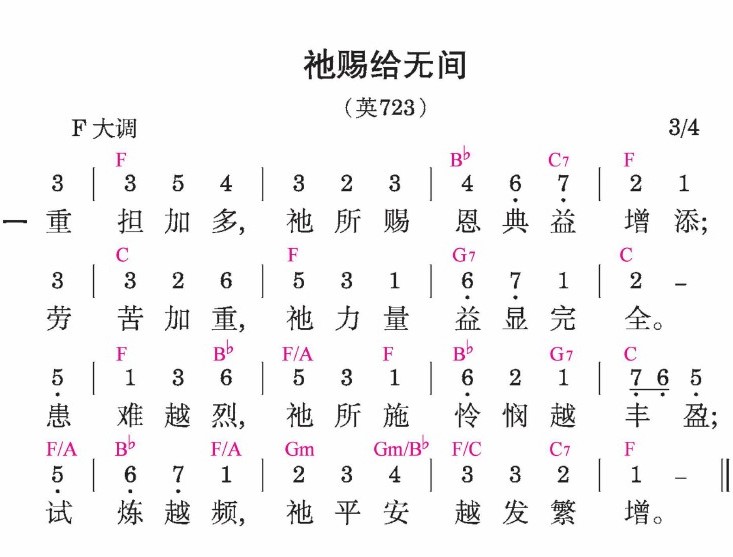 祂赐给无间
（英723）
F 大调 3/4
F B♭ C7 F
3 | 3 5 4 | 3 2 3 | 4 6̣ 7̣ | 2 1
一 重 担 加 多, 祂 所 赐 恩 典 益 增 添;
C F G7 C
3 | 3 2 6 | 5 3 1 | 6̣ 7̣ 1 | 2 –
劳 苦 加 重, 祂 力 量 益 显 完 全。
F B♭ F/A F B♭ G7 C
5̣ | 1 3 6 | 5 3 1 | 6̣ 2 1 | 7̣ 6̣ 5̣
患 难 越 烈, 祂 所 施 怜 悯 越 丰 盈;
F/A B♭ F/A Gm Gm/B♭ F/C C7 F
5̣ | 6̣ 7̣ 1 | 2 3 4 | 3 3 2 | 1 – ‖
试 炼 越 频, 祂 平 安 越 发 繁 增。